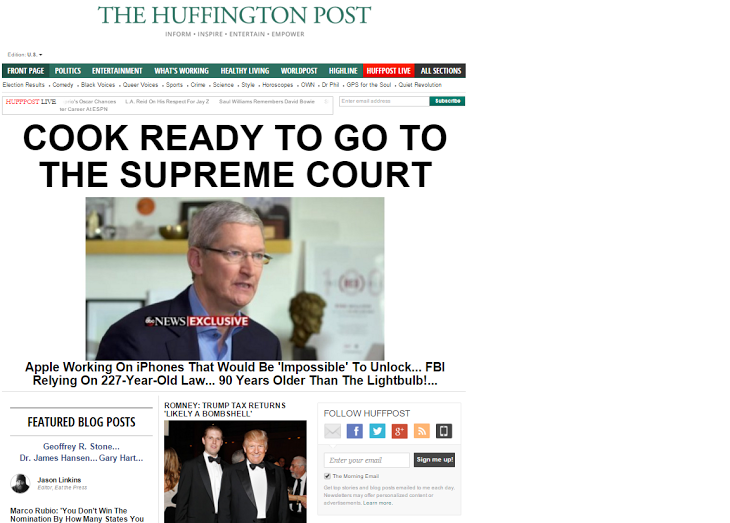 THE HUFFINGTON POST
INFORM • INSPIRE • ENTERTAIN • EMPOWER
Edition: U.S.
FRONT PAGE POLITICS ENTERTAINMENT WHAT'S WORKING HEALTHY LIVING WORLDPOST HIGHLINE HUFFPOST LIVE ALL SECTIONS
Election Results • Comedy • Black Voices • Queer Voices • Sports • Crime • Science • Style • Horoscopes • OWN • Dr Phil • GPS for the Soul • Quiet Revolution
HUFFPOST LIVE 's Oscar Chances L.A. Reid On His Respect For Jay Z Saul Williams Remembers David Bowie S
ter Career At ESPN
Enter email address Subscribe
COOK READY TO GO TO
THE SUPREME COURT
abc NEWS | EXCLUSIVE
Apple Working On iPhones That Would Be 'Impossible' To Unlock... FBI
Relying On 227-Year-Old Law... 90 Years Older Than The Lightbulb!...
FEATURED BLOG POSTS
Geoffrey R. Stone...
Dr. James Hansen... Gary Hart...
Jason Linkins
Editor, Eat the Press
Marco Rubio: 'You Don't Win The
Nomination By How Many States You
ROMNEY: TRUMP TAX RETURNS
'LIKELY A BOMBSHELL'
FOLLOW HUFFPOST
Enter your email Sign me up!
The Morning Email
Get top stories and blog posts emailed to me each day.
Newsletters may offer personalized content or
advertisements. Learn more.